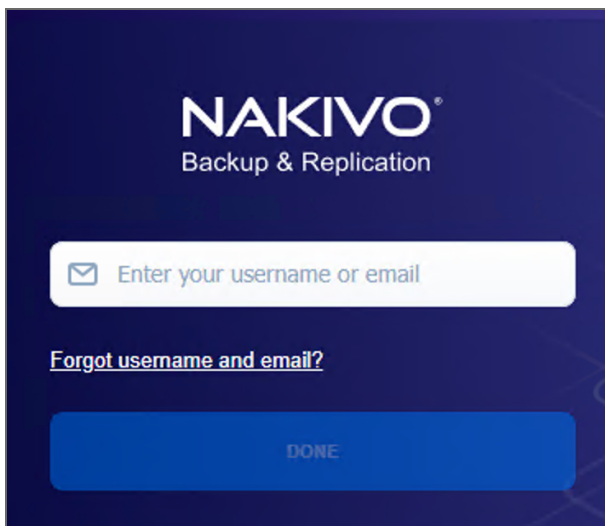 NAKIVO®
Backup & Replication
Enter your username or email
Forgot username and email?
DONE